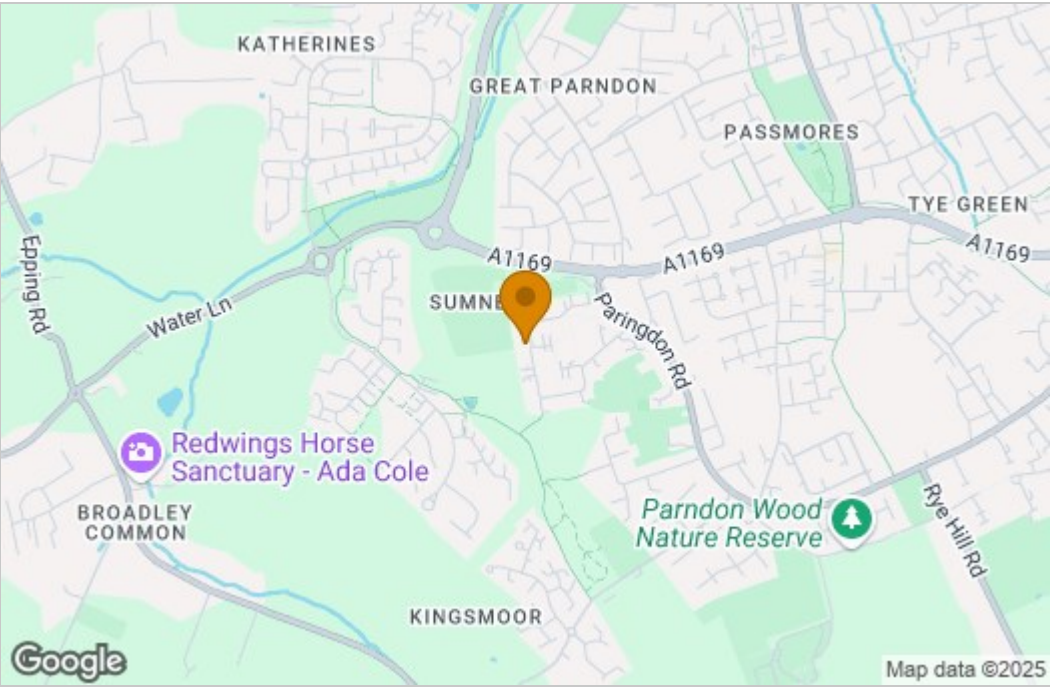 KATHERINES
GREAT PARNDON
PASSMORES
TYE GREEN
A1169
A1169
A1169
Epping Rd
Water Ln
Paringdon Rd
Redwings Horse
Sanctuary - Ada Cole
BROADLEY
COMMON
Parndon Wood
Nature Reserve
Rye Hill Rd
KINGSMOOR
Google
Map data ©2025